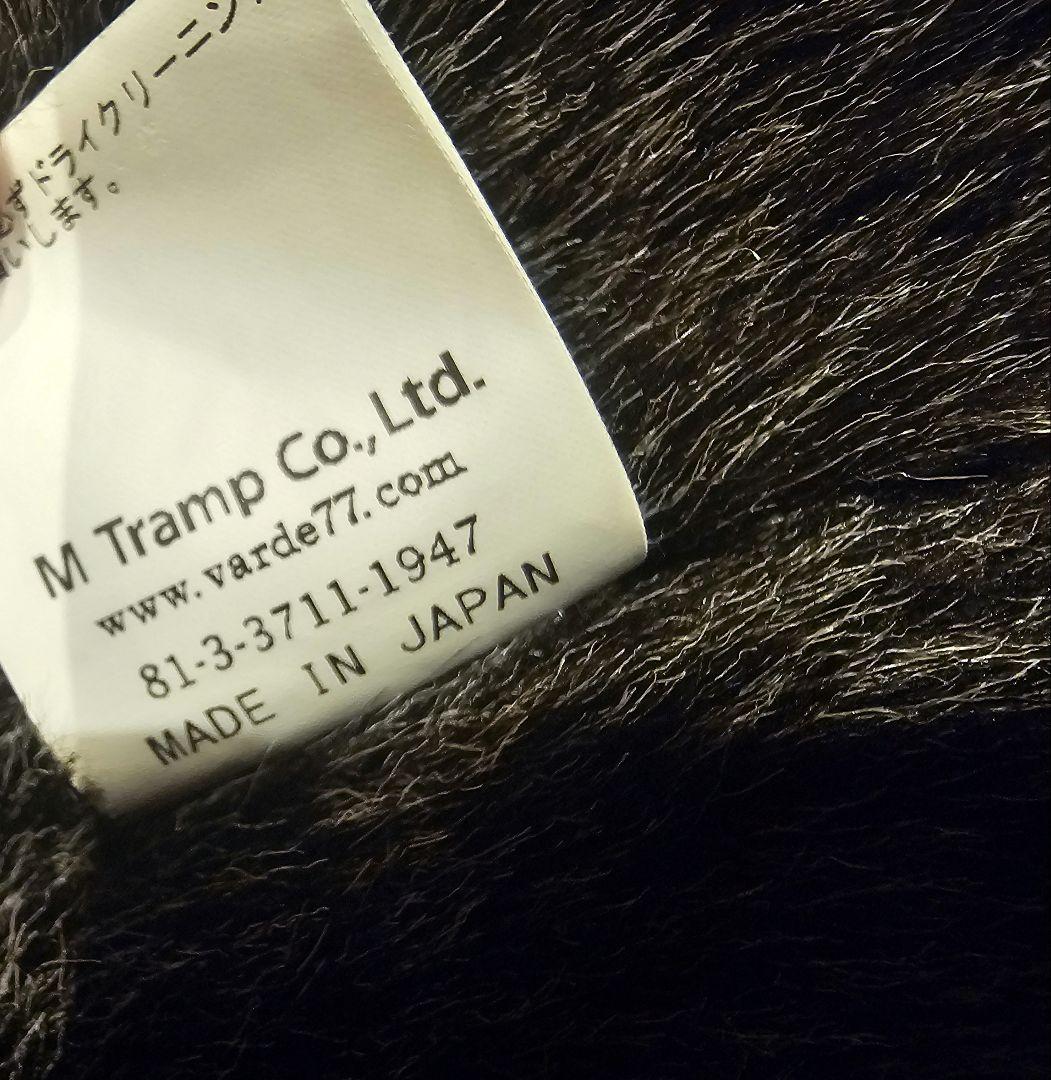 ずドライクリーニン
いします。
M Tramp Co.,Ltd.
www.varde77.com
81-3-3711-1947
MADE IN JAPAN